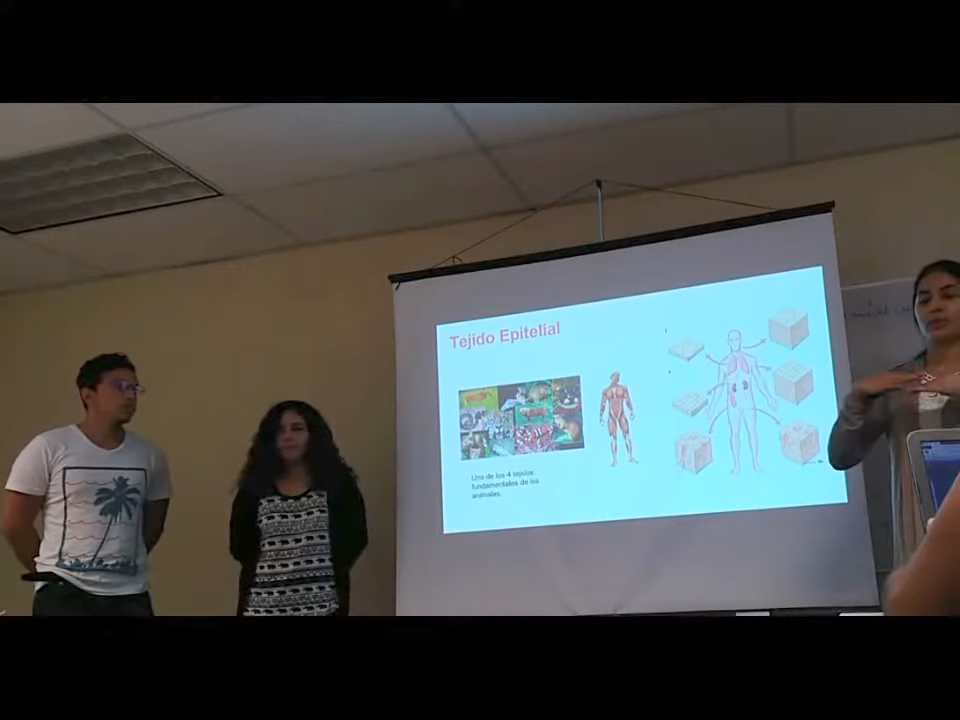 Tejido Epitelial
Uno de los 4 tejidos
fundamentales de los
animales.